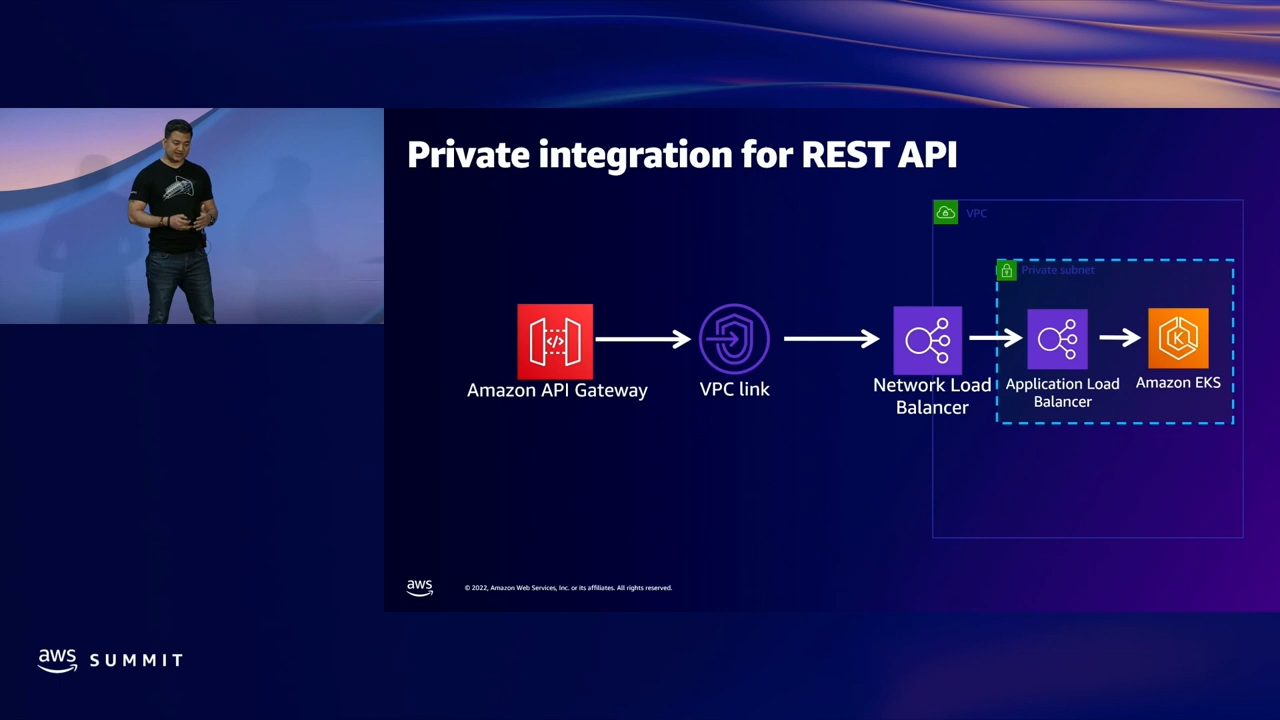 Private integration for REST API
VPC
Private subnet
Amazon API Gateway
VPC link
Network Load
Balancer
Application Load
Balancer
Amazon EKS
aws
© 2022, Amazon Web Services, Inc. or its affiliates. All rights reserved.
aws SUMMIT